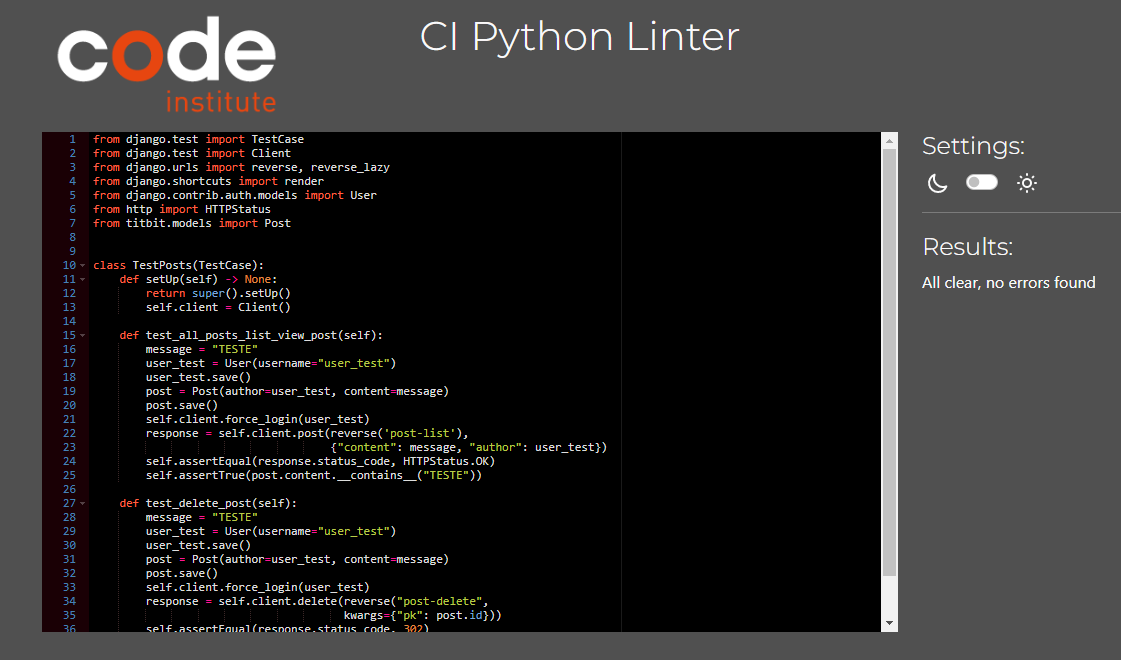 code
institute
CI Python Linter
1 from django.test import TestCase
2 from django.test import Client
3 from django.urls import reverse, reverse_lazy
4 from django.shortcuts import render
5 from django.contrib.auth.models import User
6 from http import HTTPStatus
7 from titbit.models import Post
8
9
10 class TestPosts(TestCase):
11     def setUp(self) -> None:
12         return super().setUp()
13         self.client = Client()
14
15     def test_all_posts_list_view_post(self):
16         message = "TESTE"
17         user_test = User(username="user_test")
18         user_test.save()
19         post = Post(author=user_test, content=message)
20         post.save()
21         self.client.force_login(user_test)
22         response = self.client.post(reverse('post-list'),
23                                     {"content": message, "author": user_test})
24         self.assertEqual(response.status_code, HTTPStatus.OK)
25         self.assertTrue(post.content.__contains__("TESTE"))
26
27     def test_delete_post(self):
28         message = "TESTE"
29         user_test = User(username="user_test")
30         user_test.save()
31         post = Post(author=user_test, content=message)
32         post.save()
33         self.client.force_login(user_test)
34         response = self.client.delete(reverse("post-delete",
35                                       kwargs={"pk": post.id}))
36         self.assertEqual(response.status_code, 302)
Settings:
Results:
All clear, no errors found